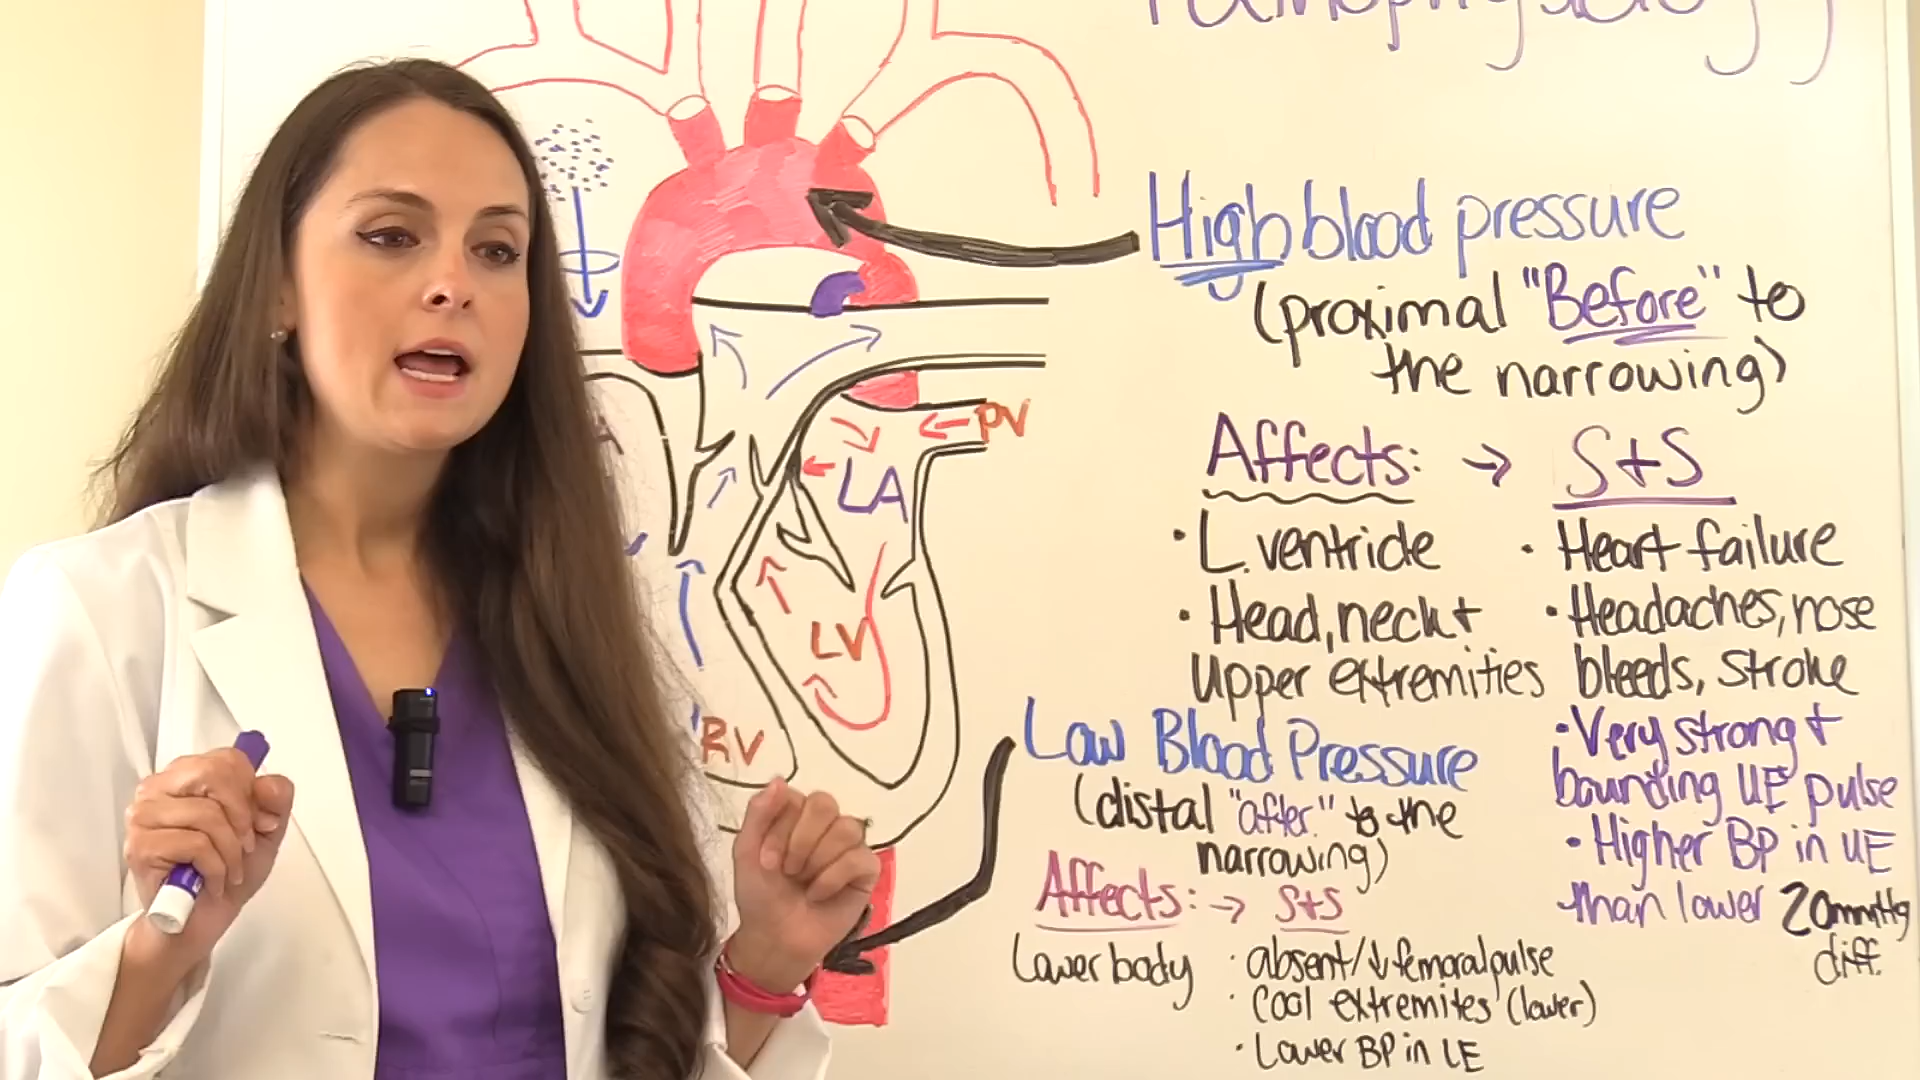 Pathophysiology
High blood pressure
(proximal "Before" to
the narrowing)
Affects: → S+S
• L. ventricle
• Heart failure
• Head, neck +
Upper extremities
• Headaches, nose
bleeds, stroke
• Very strong +
bounding UE pulse
• Higher BP in UE
than lower 20mmHg
diff.
Low Blood Pressure
(distal "after" to the
narrowing)
Affects: → S+S
Lower body
• absent/↓ femoral pulse
• Cool extremites (lower)
• Lower BP in LE
PV
LA
LV
RV